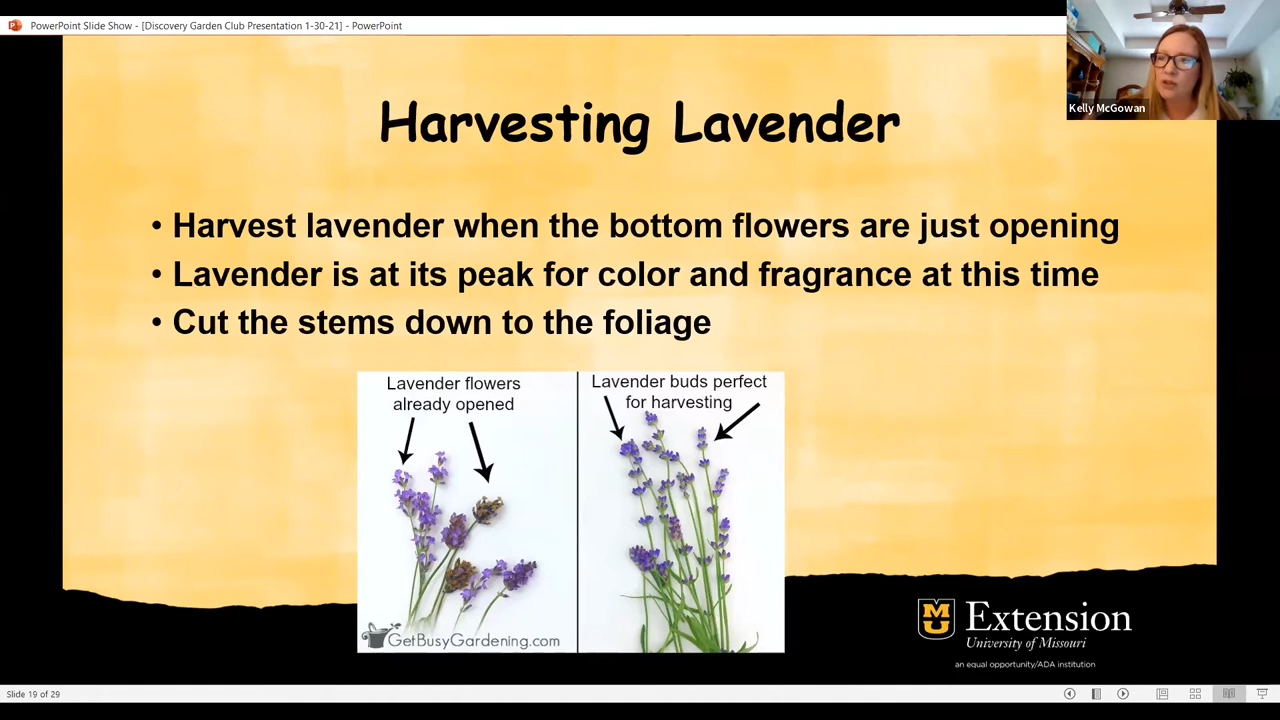 PowerPoint Slide Show - [Discovery Garden Club Presentation 1-30-21] - PowerPoint
Kelly McGowan
Harvesting Lavender
• Harvest lavender when the bottom flowers are just opening
• Lavender is at its peak for color and fragrance at this time
• Cut the stems down to the foliage
Lavender flowers
already opened
Lavender buds perfect
for harvesting
GetBusyGardening.com
MU
Extension
University of Missouri
an equal opportunity/ADA institution
Slide 19 of 29